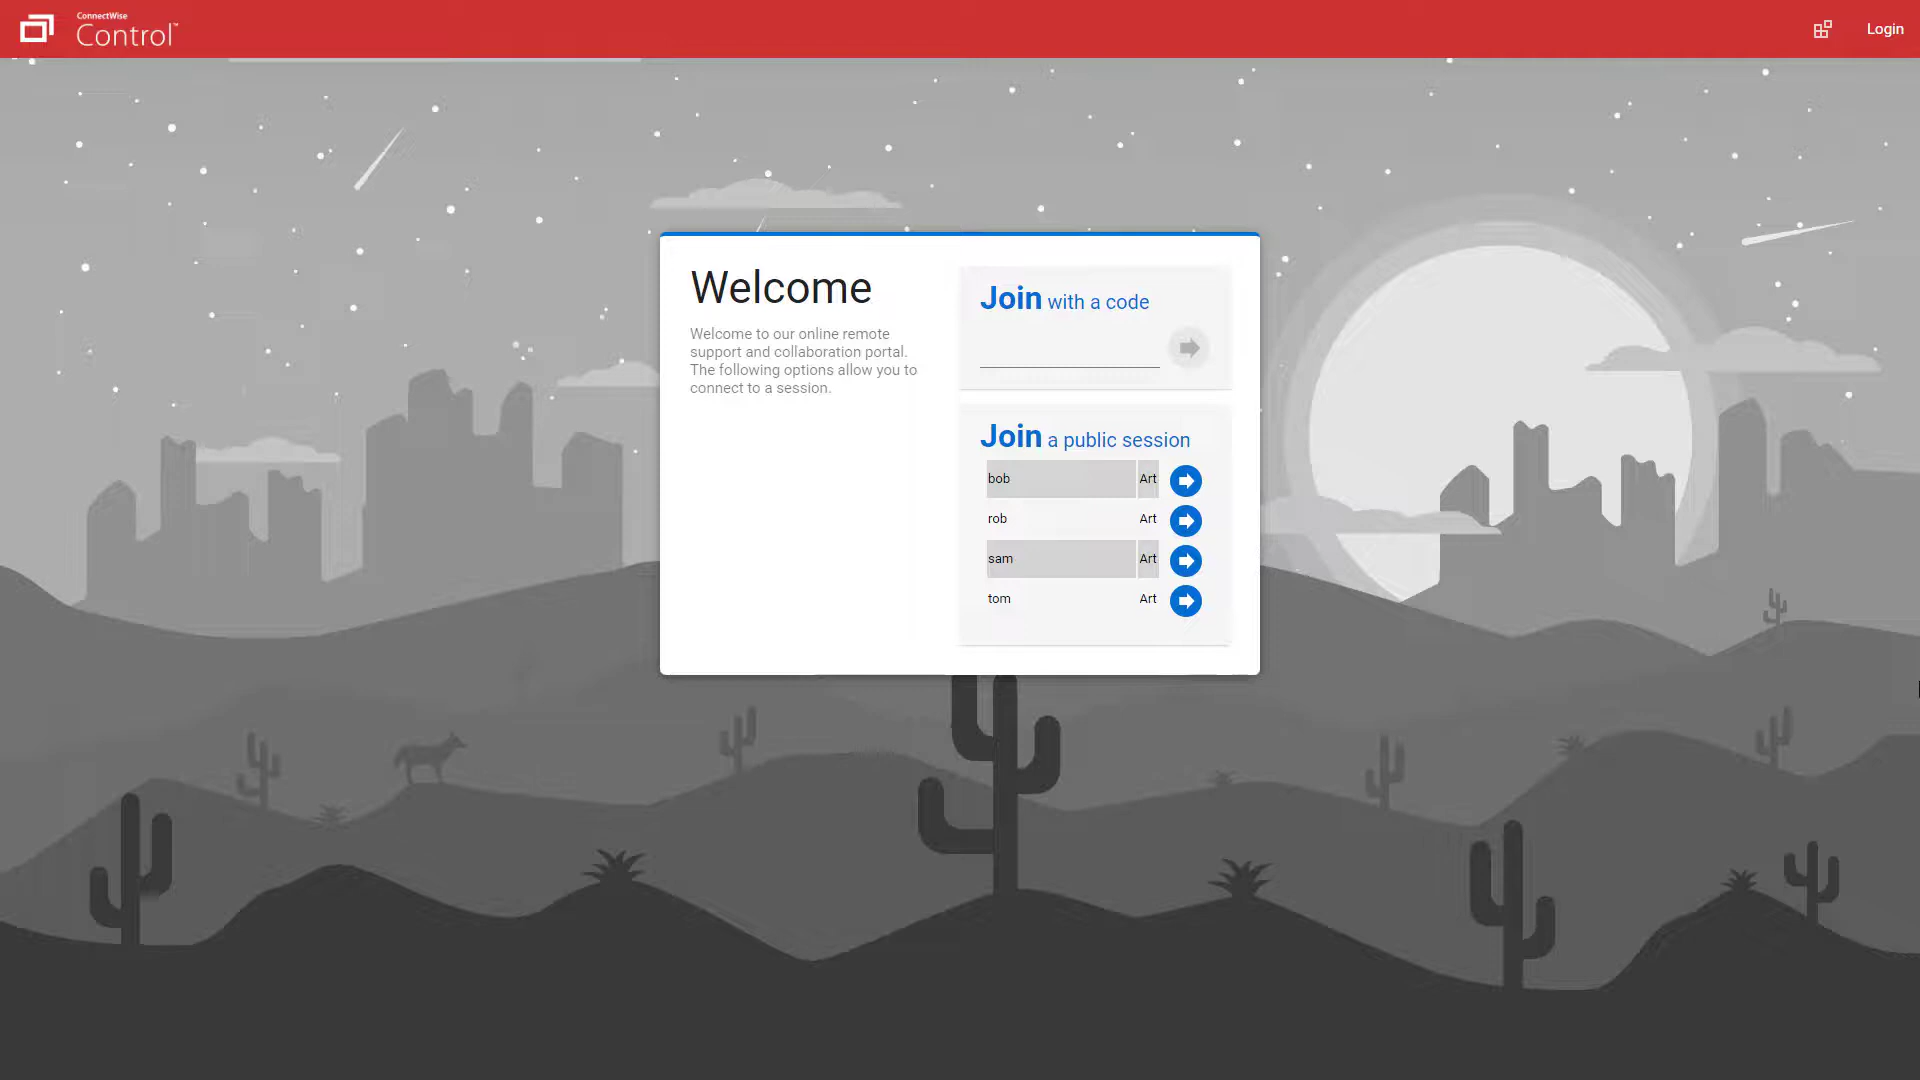 ConnectWise
Control™
Login
Welcome
Welcome to our online remote
support and collaboration portal.
The following options allow you to
connect to a session.
Join with a code
Join a public session
bob Art
rob Art
sam Art
tom Art